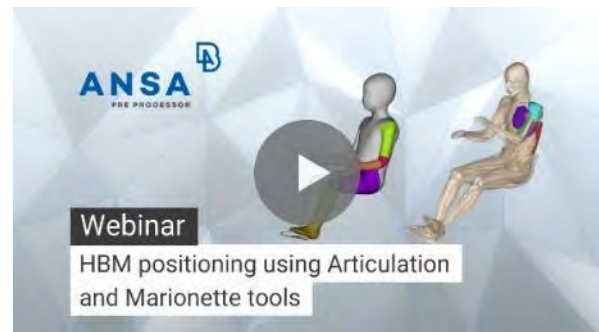 ANSA
PRE PROCESSOR
Webinar
HBM positioning using Articulation
and Marionette tools